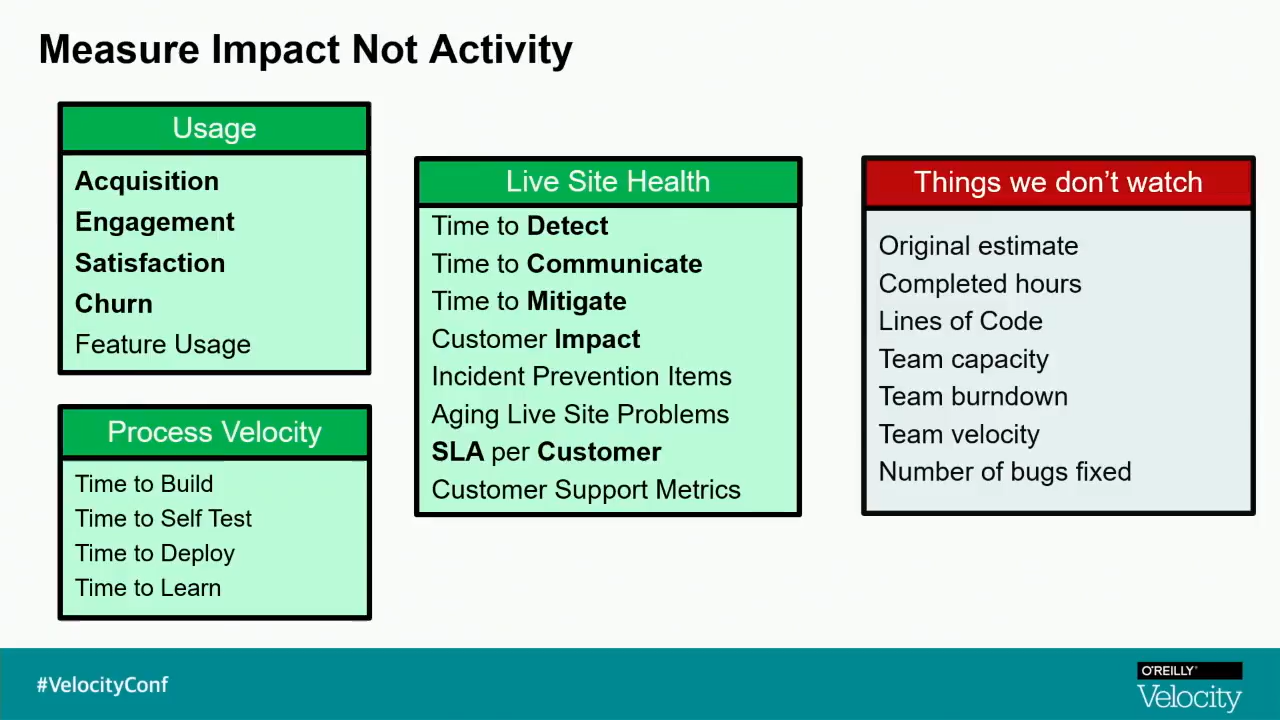 Measure Impact Not Activity
Usage
Acquisition
Engagement
Satisfaction
Churn
Feature Usage
Process Velocity
Time to Build
Time to Self Test
Time to Deploy
Time to Learn
Live Site Health
Time to Detect
Time to Communicate
Time to Mitigate
Customer Impact
Incident Prevention Items
Aging Live Site Problems
SLA per Customer
Customer Support Metrics
Things we don’t watch
Original estimate
Completed hours
Lines of Code
Team capacity
Team burndown
Team velocity
Number of bugs fixed
#VelocityConf
O'REILLY®
Velocity